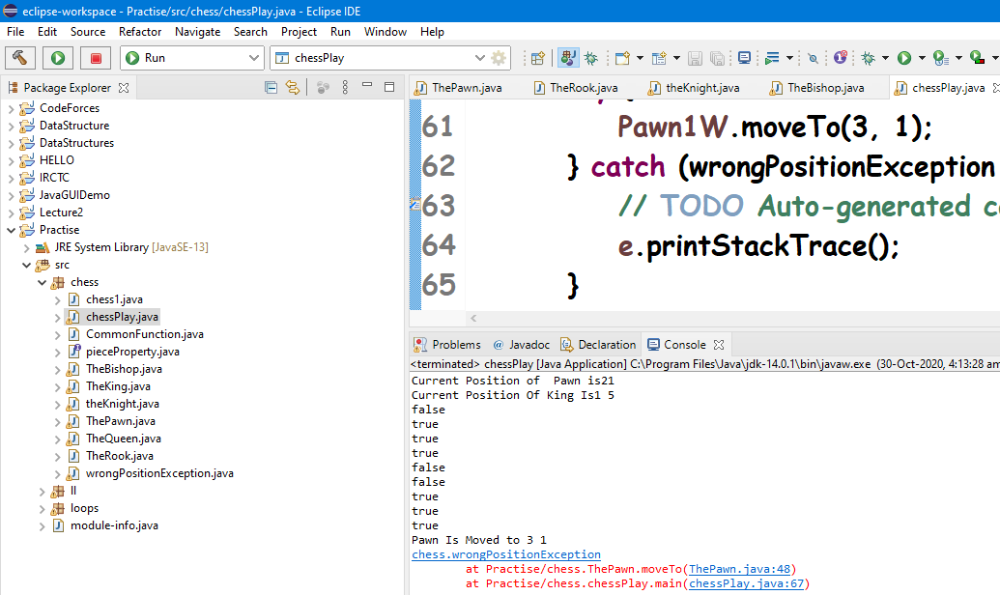 eclipse-workspace - Practise/src/chess/chessPlay.java - Eclipse IDE
File Edit Source Refactor Navigate Search Project Run Window Help
Run chessPlay
Package Explorer
CodeForces
DataStructure
DataStructures
HELLO
IRCTC
JavaGUIDemo
Lecture2
Practise
JRE System Library [JavaSE-13]
src
chess
chess1.java
chessPlay.java
CommonFunction.java
pieceProperty.java
TheBishop.java
TheKing.java
theKnight.java
ThePawn.java
TheQueen.java
TheRook.java
wrongPositionException.java
ll
loops
module-info.java
ThePawn.java TheRook.java theKnight.java TheBishop.java chessPlay.java
61 Pawn1W.moveTo(3, 1);
62 } catch (wrongPositionException
63 // TODO Auto-generated
64 e.printStackTrace();
65 }
Problems @ Javadoc Declaration Console
<terminated> chessPlay [Java Application] C:\Program Files\Java\jdk-14.0.1\bin\javaw.exe (30-Oct-2020, 4:13:28 am
Current Position of  Pawn is21
Current Position Of King Is1 5
false
true
true
true
false
false
true
true
true
Pawn Is Moved to 3 1
chess.wrongPositionException
at Practise/chess.ThePawn.moveTo(ThePawn.java:48)
at Practise/chess.chessPlay.main(chessPlay.java:67)